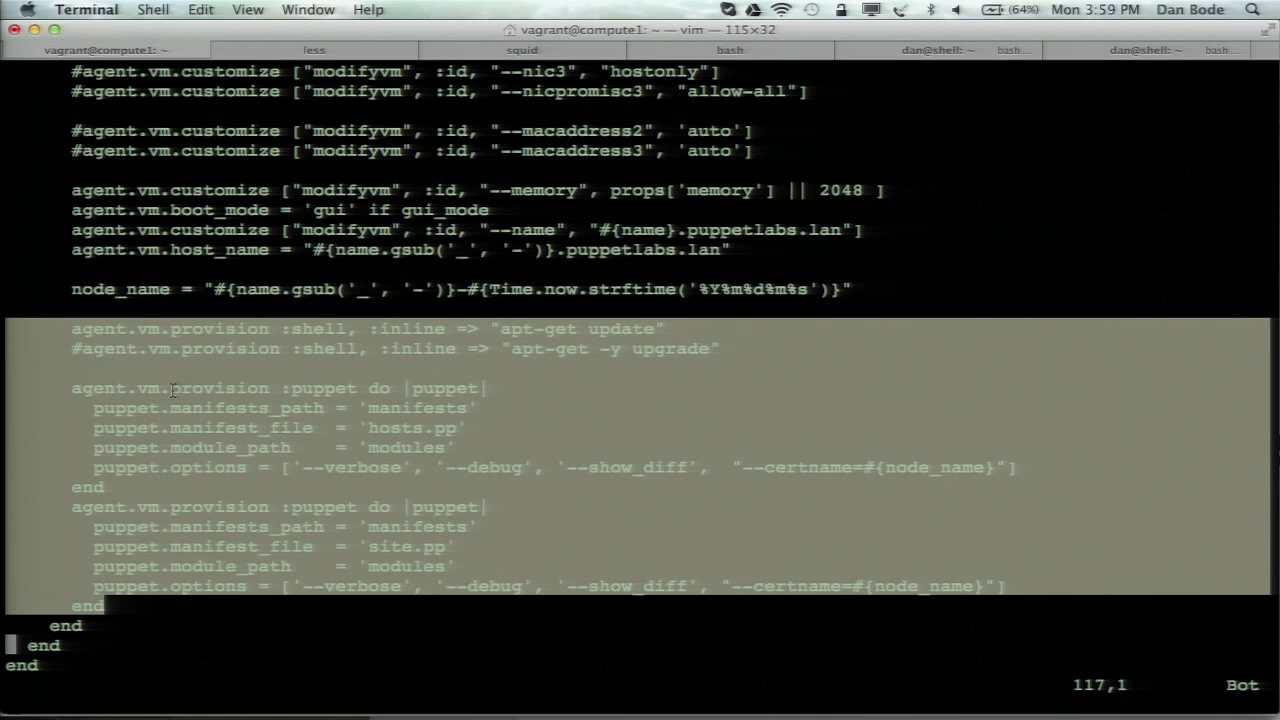 Terminal Shell Edit View Window Help (64%) Mon 3:59 PM Dan Bode
vagrant@compute1: ~ — vim — 115×32
vagrant@compute1: ~ less squid bash dan@shell: ~ bash... dan@shell: ~ bash...
#agent.vm.customize ["modifyvm", :id, "--nic3", "hostonly"]
#agent.vm.customize ["modifyvm", :id, "--nicpromisc3", "allow-all"]
#agent.vm.customize ["modifyvm", :id, "--macaddress2", 'auto']
#agent.vm.customize ["modifyvm", :id, "--macaddress3", 'auto']
agent.vm.customize ["modifyvm", :id, "--memory", props['memory'] || 2048 ]
agent.vm.boot_mode = 'gui' if gui_mode
agent.vm.customize ["modifyvm", :id, "--name", "#{name}.puppetlabs.lan"]
agent.vm.host_name = "#{name.gsub('_', '-')}.puppetlabs.lan"
node_name = "#{name.gsub('_', '-')}-#{Time.now.strftime('%Y%m%d%m%s')}"
agent.vm.provision :shell, :inline => "apt-get update"
#agent.vm.provision :shell, :inline => "apt-get -y upgrade"
agent.vm.provision :puppet do |puppet|
puppet.manifests_path = 'manifests'
puppet.manifest_file = 'hosts.pp'
puppet.module_path = 'modules'
puppet.options = ['--verbose', '--debug', '--show_diff', "--certname=#{node_name}"]
end
agent.vm.provision :puppet do |puppet|
puppet.manifests_path = 'manifests'
puppet.manifest_file = 'site.pp'
puppet.module_path = 'modules'
puppet.options = ['--verbose', '--debug', '--show_diff', "--certname=#{node_name}"]
end
end
end
end
117,1 Bot